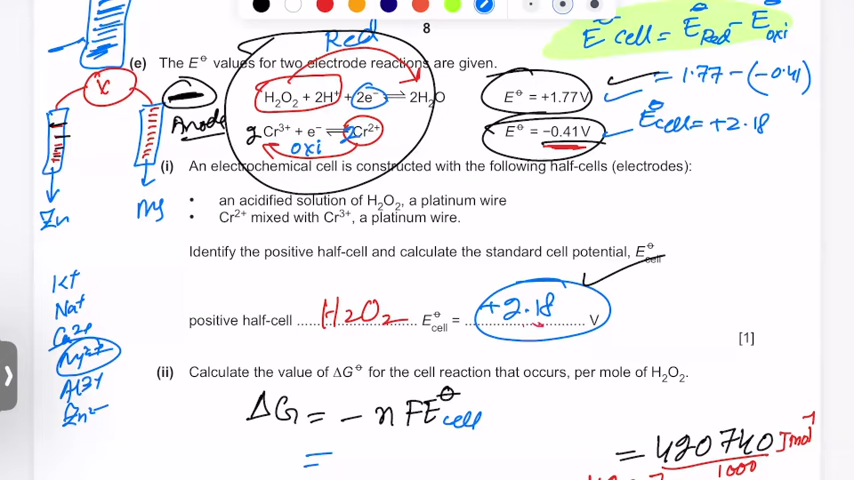 8
Red
E⊖cell = E⊖Red − E⊖oxi
(e) The E⊖ values for two electrode reactions are given.
= 1.77 − (−0.41)
H₂O₂ + 2H⁺ + 2e⁻ ⇌ 2H₂O E⊖ = +1.77V
E⊖cell = +2.18
Anode
Cr³⁺ + e⁻ ⇌ 2Cr²⁺ E⊖ = −0.41V
oxi
(i) An electrochemical cell is constructed with the following half-cells (electrodes):
• an acidified solution of H₂O₂, a platinum wire
Zn Mg
• Cr²⁺ mixed with Cr³⁺, a platinum wire.
Identify the positive half-cell and calculate the standard cell potential, E⊖cell
K+
Na+
Ca2+
Mg2+
Al3+
Zn2-
positive half-cell ..... H₂O₂ ..... E⊖cell = +2.18 ..... V
[1]
(ii) Calculate the value of ΔG⊖ for the cell reaction that occurs, per mole of H₂O₂.
ΔG = − nFE⊖cell
= 420740 Jmol⁻¹
=
1000